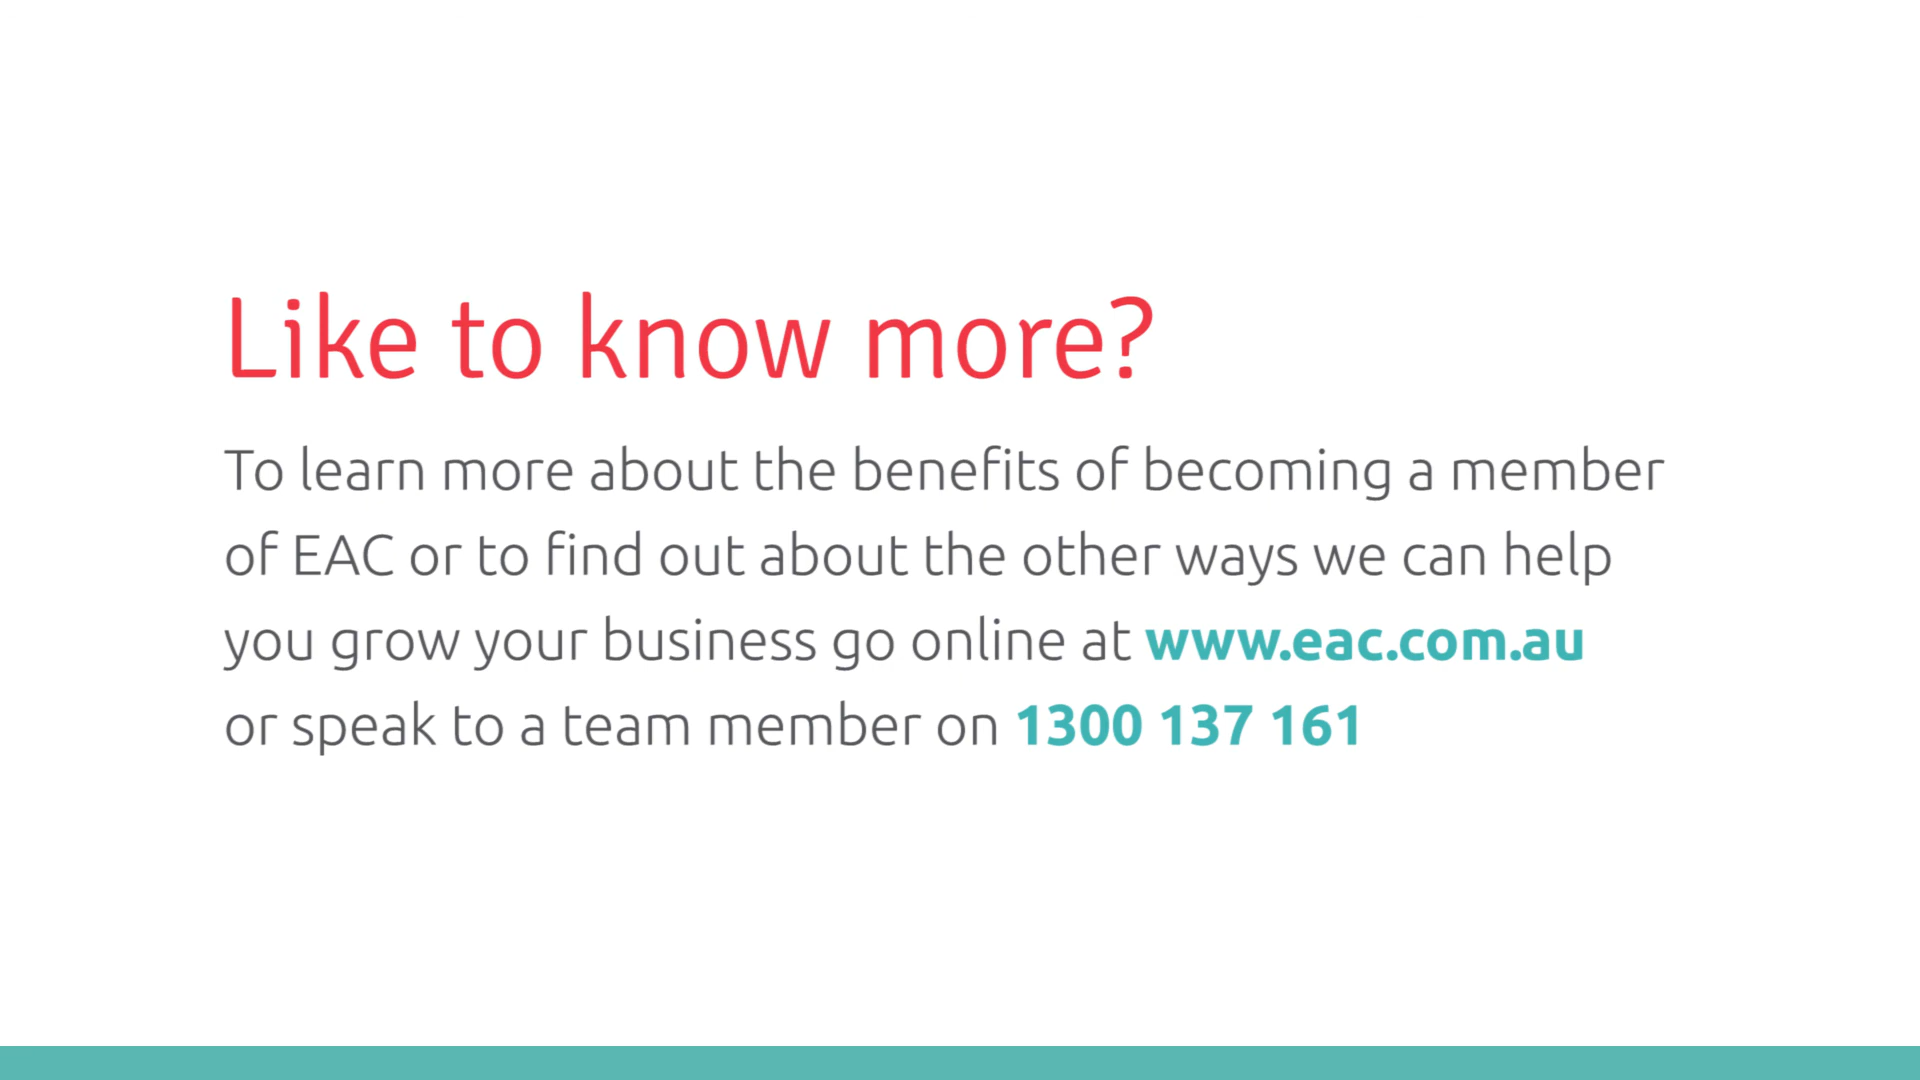 Like to know more?
To learn more about the benefits of becoming a member
of EAC or to find out about the other ways we can help
you grow your business go online at www.eac.com.au
or speak to a team member on 1300 137 161